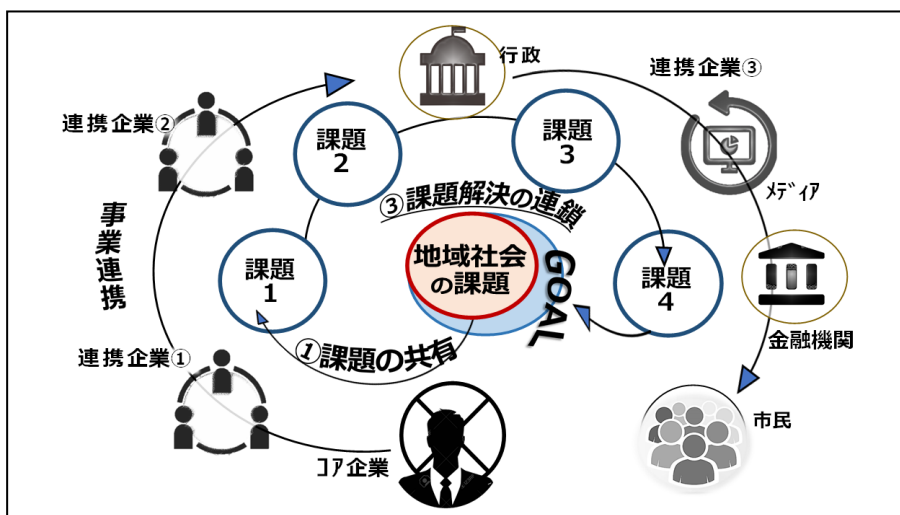 行政
連携企業③
連携企業②
課題
2
課題
3
メディア
③課題解決の連鎖
事業連携
課題
1
地域社会
の課題
GOAL
課題
4
金融機関
連携企業①
①課題の共有
市民
コア企業